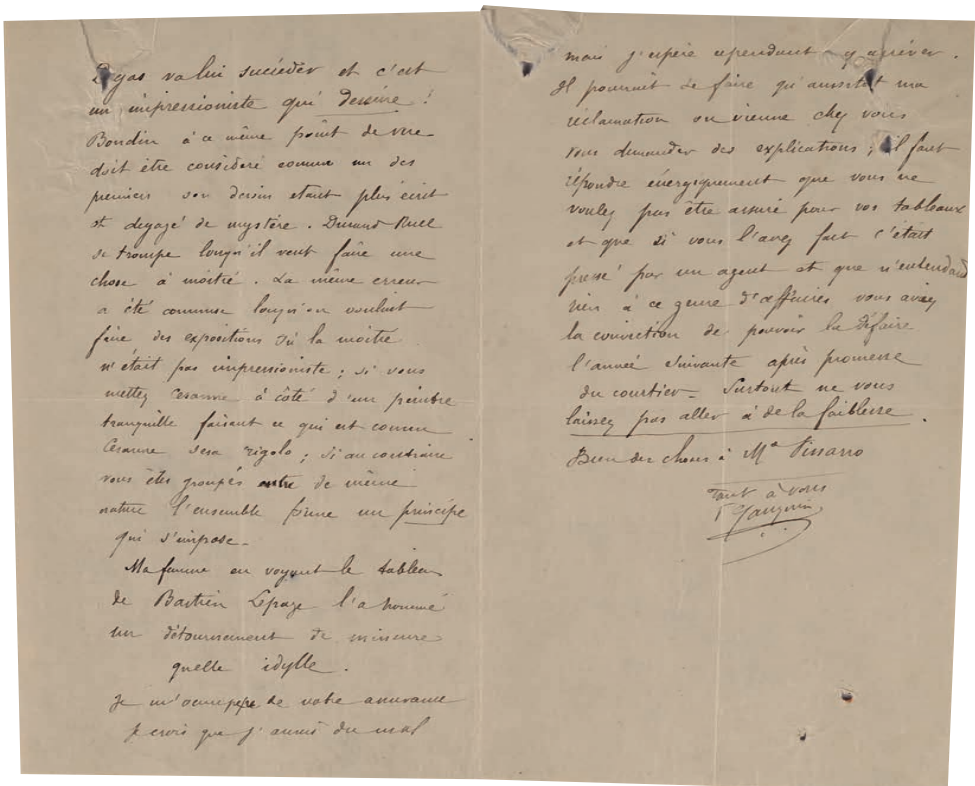 Degas va lui succéder et c'est
un impressioniste qui dessine !
Boudin à ce même point de vue
doit être considéré comme un des
premiers son dessin etant plus écrit
et degagé de mystère. Durand Ruell
se trompe lorsqu'il veut faire une
chose à moitié. La même erreur
a été commise lorsqu'on voulait
faire des expositions où la moitié
n'était pas impressioniste ; si vous
mettez Cesanne à côté d'un peintre
tranquille faisant ce qui est connu
Cesanne sera rigolo ; si au contraire
vous êtes groupés entre de même
nature l'ensemble prime un principe
qui s'impose _
Ma femme en voyant le tableau
de Bastien Lepage l'a nommé
un détournement de mineure
quelle idylle .
Je m'occupe de votre assurance
Je crois que j'aurais du mal
mais j'espère cependant y arriver .
Il pourrait se faire qu'aussitot ma
réclamation on vienne chez vous
vous demander des explications ; il faut
répondre énergiquement que vous ne
voulez pas être assuré pour vos tableaux
et que si vous l'avez fait c'était
pressé par un agent et que n'entendant
rien à ce genre d'affaires vous aviez
la conviction de pouvoir la défaire
l'année suivante après promesse
du courtier _ Surtout ne vous
laissez pas aller à de la faiblesse .
Bien des choses à Me Pissarro
Tout à vous
P Gauguin